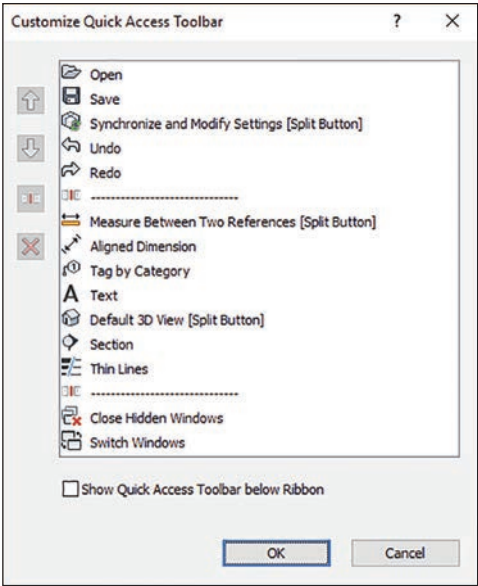 Customize Quick Access Toolbar ? ×
Open
Save
Synchronize and Modify Settings [Split Button]
Undo
Redo
------------------------------
Measure Between Two References [Split Button]
Aligned Dimension
Tag by Category
A Text
Default 3D View [Split Button]
Section
Thin Lines
------------------------------
Close Hidden Windows
Switch Windows
Show Quick Access Toolbar below Ribbon
OK Cancel